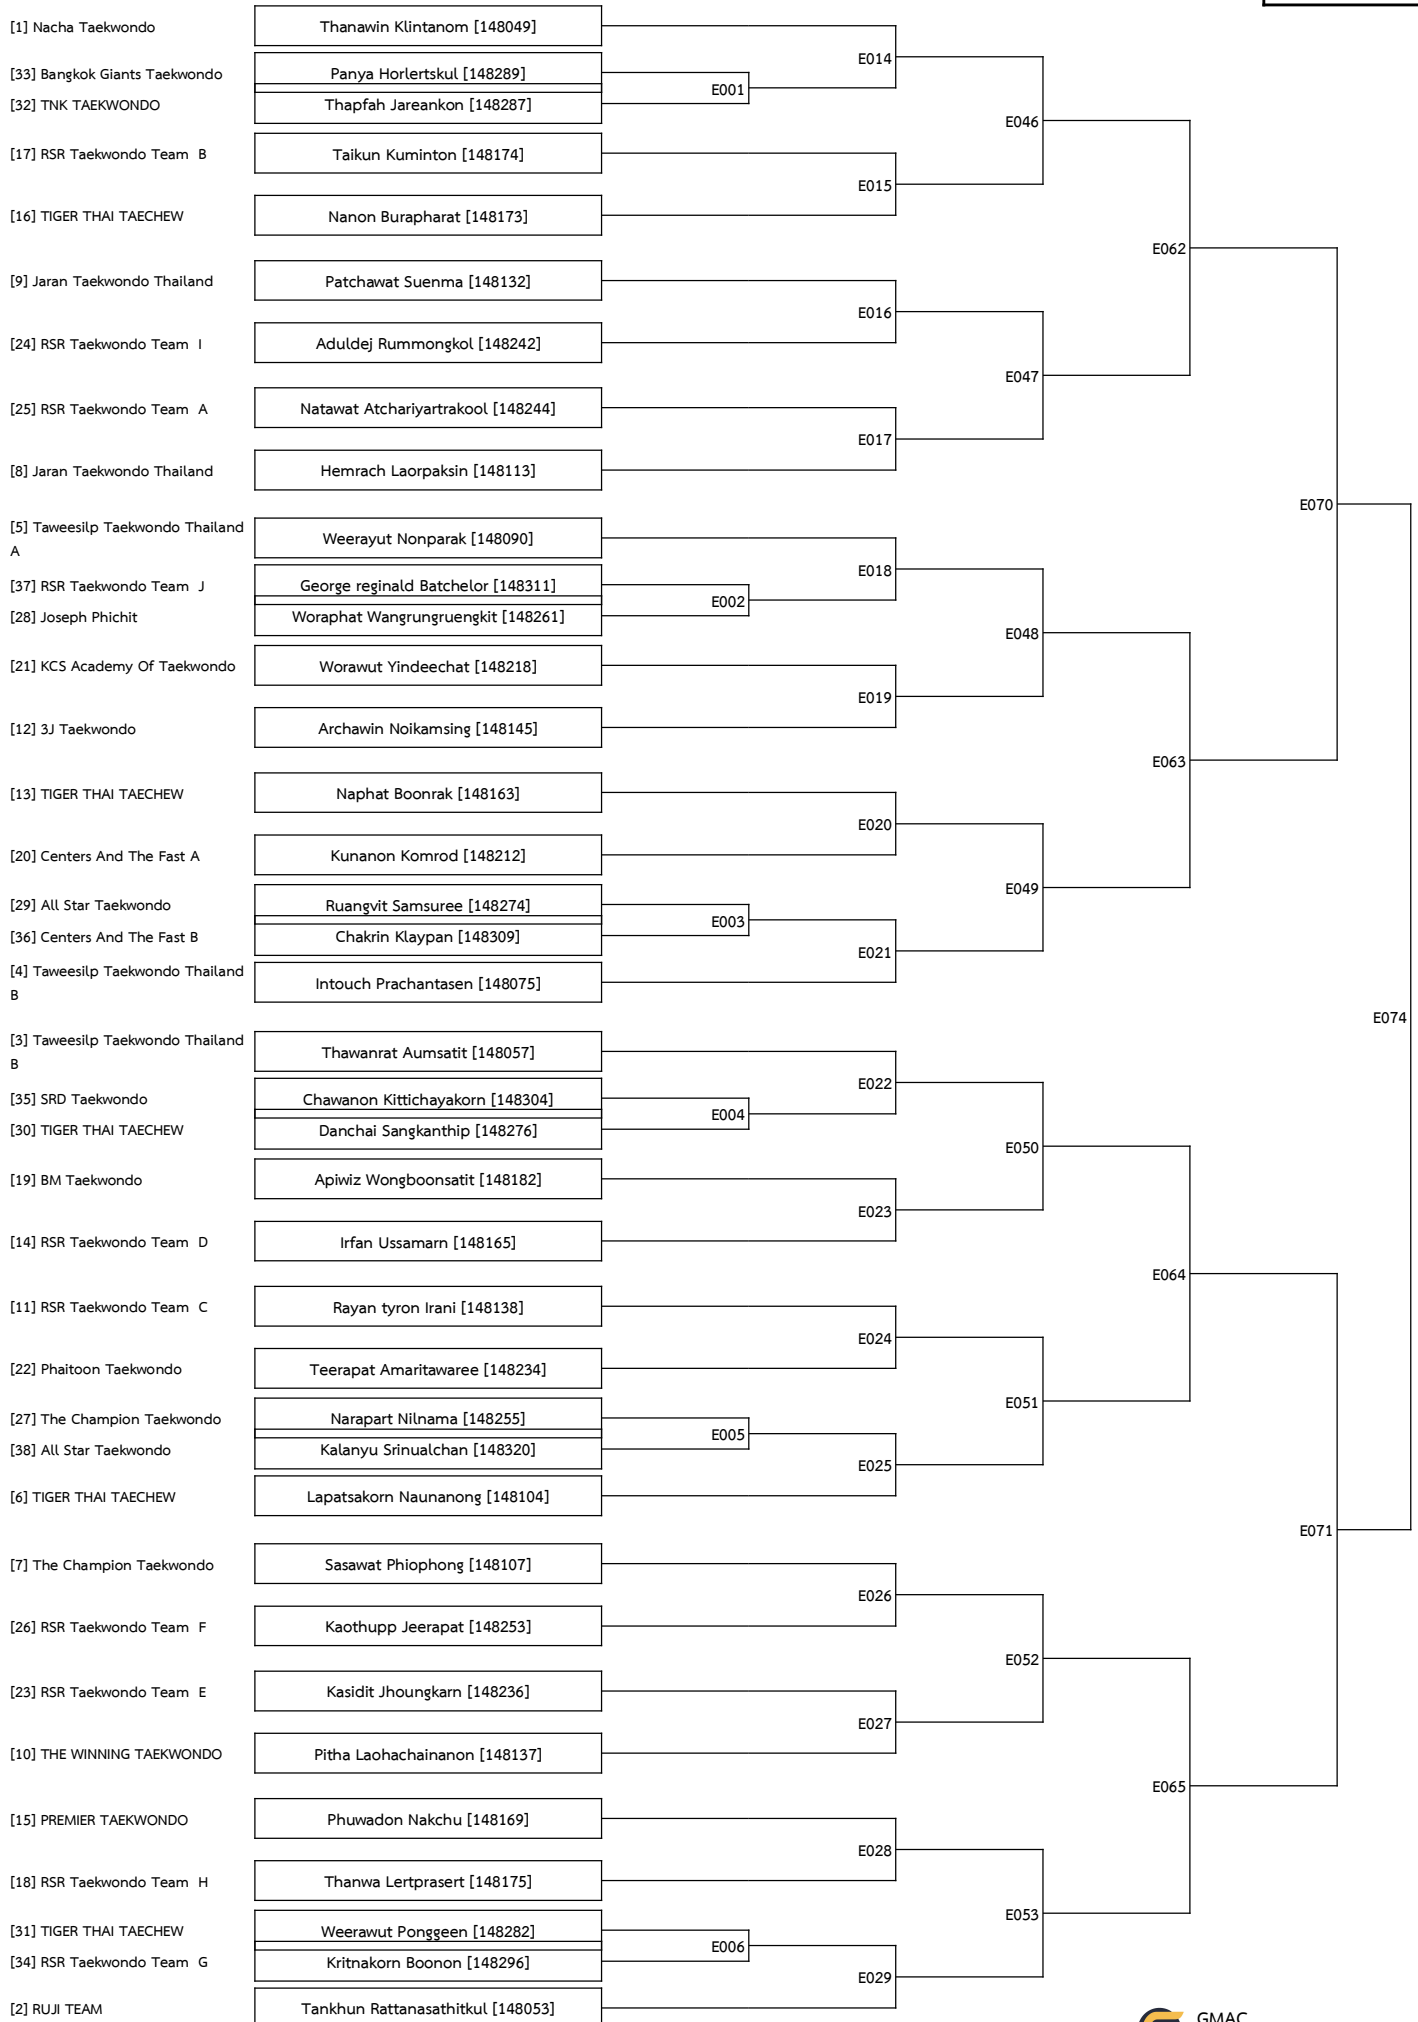 [1] Nacha Taekwondo Thanawin Klintanom [148049]
E014
[33] Bangkok Giants Taekwondo Panya Horlertskul [148289]
E001
[32] TNK TAEKWONDO Thapfah Jareankon [148287]
E046
[17] RSR Taekwondo Team B Taikun Kuminton [148174]
E015
[16] TIGER THAI TAECHEW Nanon Burapharat [148173]
E062
[9] Jaran Taekwondo Thailand Patchawat Suenma [148132]
E016
[24] RSR Taekwondo Team I Aduldej Rummongkol [148242]
E047
[25] RSR Taekwondo Team A Natawat Atchariyartrakool [148244]
E017
[8] Jaran Taekwondo Thailand Hemrach Laorpaksin [148113]
E070
[5] Taweesilp Taekwondo Thailand
A
Weerayut Nonparak [148090]
E018
[37] RSR Taekwondo Team J George reginald Batchelor [148311]
E002
[28] Joseph Phichit Woraphat Wangrungruengkit [148261]
E048
[21] KCS Academy Of Taekwondo Worawut Yindeechat [148218]
E019
[12] 3J Taekwondo Archawin Noikamsing [148145]
E063
[13] TIGER THAI TAECHEW Naphat Boonrak [148163]
E020
[20] Centers And The Fast A Kunanon Komrod [148212]
E049
[29] All Star Taekwondo Ruangvit Samsuree [148274]
E003
[36] Centers And The Fast B Chakrin Klaypan [148309]
E021
[4] Taweesilp Taekwondo Thailand
B
Intouch Prachantasen [148075]
E074
[3] Taweesilp Taekwondo Thailand
B
Thawanrat Aumsatit [148057]
E022
[35] SRD Taekwondo Chawanon Kittichayakorn [148304]
E004
[30] TIGER THAI TAECHEW Danchai Sangkanthip [148276]
E050
[19] BM Taekwondo Apiwiz Wongboonsatit [148182]
E023
[14] RSR Taekwondo Team D Irfan Ussamarn [148165]
E064
[11] RSR Taekwondo Team C Rayan tyron Irani [148138]
E024
[22] Phaitoon Taekwondo Teerapat Amaritawaree [148234]
E051
[27] The Champion Taekwondo Narapart Nilnama [148255]
E005
[38] All Star Taekwondo Kalanyu Srinualchan [148320]
E025
[6] TIGER THAI TAECHEW Lapatsakorn Naunanong [148104]
E071
[7] The Champion Taekwondo Sasawat Phiophong [148107]
E026
[26] RSR Taekwondo Team F Kaothupp Jeerapat [148253]
E052
[23] RSR Taekwondo Team E Kasidit Jhoungkarn [148236]
E027
[10] THE WINNING TAEKWONDO Pitha Laohachainanon [148137]
E065
[15] PREMIER TAEKWONDO Phuwadon Nakchu [148169]
E028
[18] RSR Taekwondo Team H Thanwa Lertprasert [148175]
E053
[31] TIGER THAI TAECHEW Weerawut Ponggeen [148282]
E006
[34] RSR Taekwondo Team G Kritnakorn Boonon [148296]
E029
[2] RUJI TEAM Tankhun Rattanasathitkul [148053]
GMAC